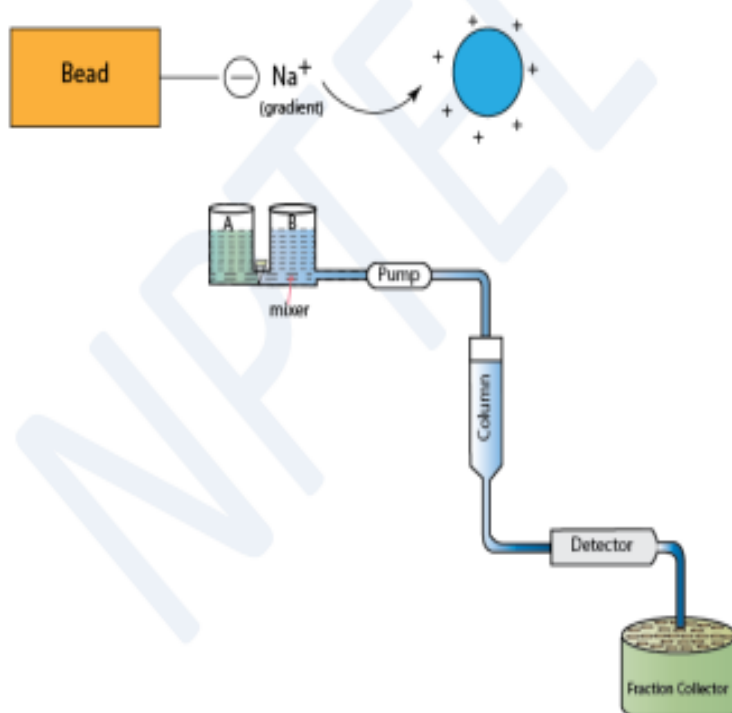 Bead
− Na+
(gradient)
+ + + + + + +
A
B
Pump
mixer
Column
Detector
Fraction Collector
NPTEL